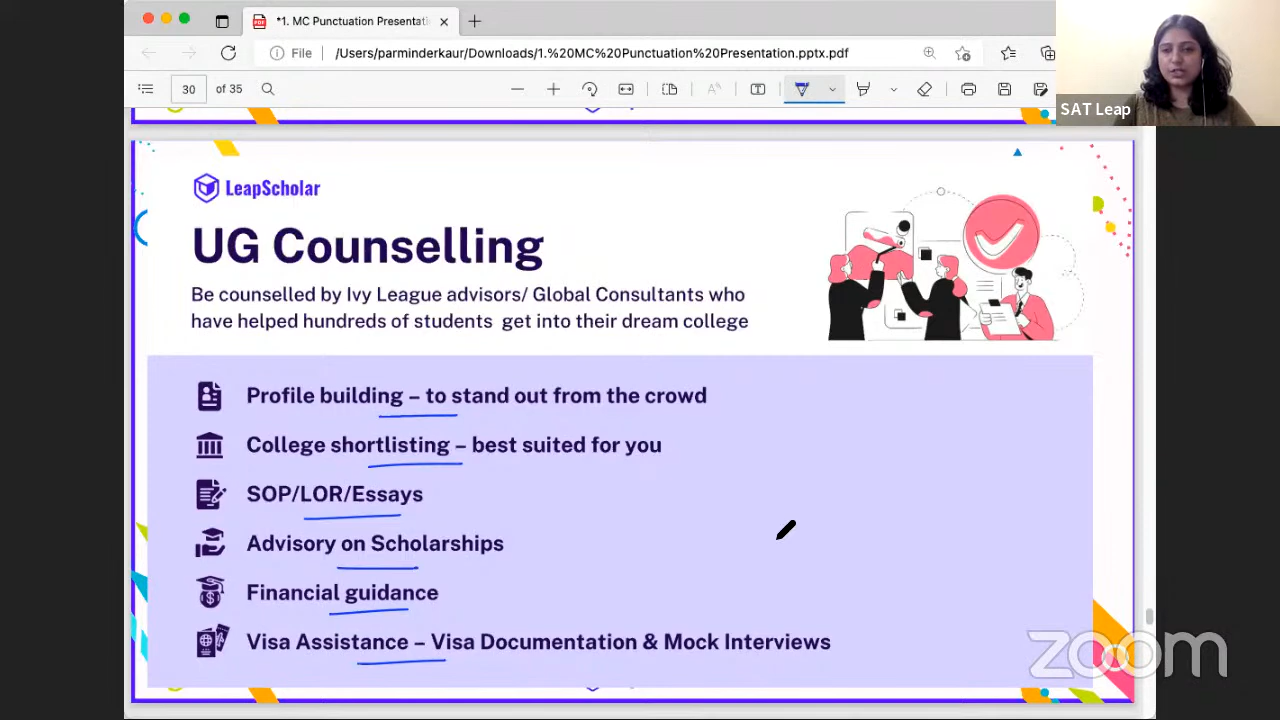 *1. MC Punctuation Presentati
File
/Users/parminderkaur/Downloads/1.%20MC%20Punctuation%20Presentation.pptx.pdf
30 of 35
SAT Leap
LeapScholar
UG Counselling
Be counselled by Ivy League advisors/ Global Consultants who
have helped hundreds of students get into their dream college
Profile building – to stand out from the crowd
College shortlisting – best suited for you
SOP/LOR/Essays
Advisory on Scholarships
Financial guidance
Visa Assistance – Visa Documentation & Mock Interviews
zoom